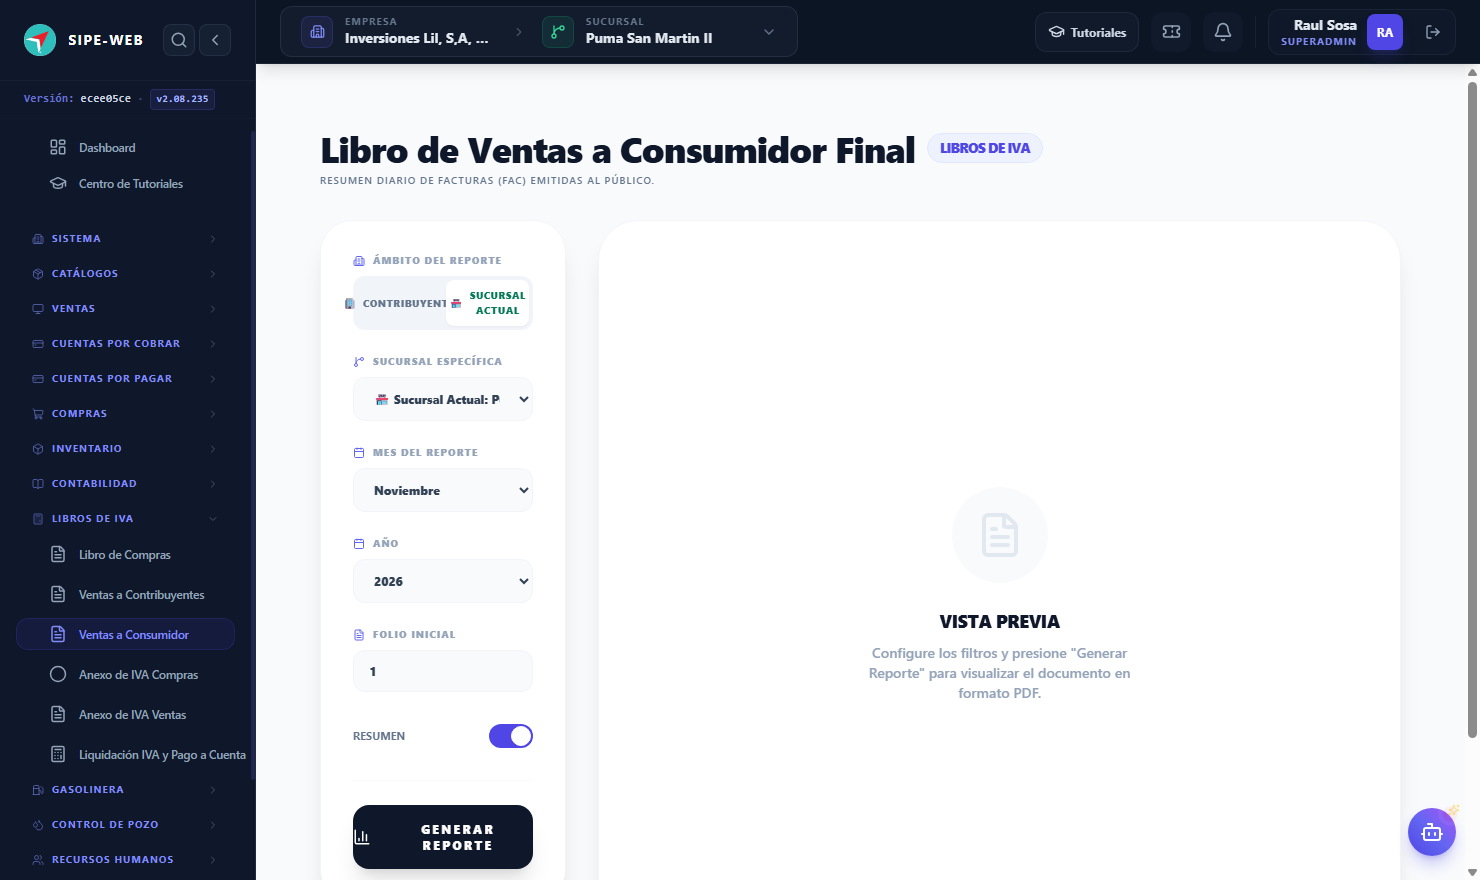 SIPE-WEB
Versión: ecee05ce · v2.08.235
Dashboard
Centro de Tutoriales
SISTEMA
CATÁLOGOS
VENTAS
CUENTAS POR COBRAR
CUENTAS POR PAGAR
COMPRAS
INVENTARIO
CONTABILIDAD
LIBROS DE IVA
Libro de Compras
Ventas a Contribuyentes
Ventas a Consumidor
Anexo de IVA Compras
Anexo de IVA Ventas
Liquidación IVA y Pago a Cuenta
GASOLINERA
CONTROL DE POZO
RECURSOS HUMANOS
EMPRESA
Inversiones Lil, S,A, ...
SUCURSAL
Puma San Martin II
Tutoriales
Raul Sosa
SUPERADMIN
RA
Libro de Ventas a Consumidor Final
LIBROS DE IVA
RESUMEN DIARIO DE FACTURAS (FAC) EMITIDAS AL PÚBLICO.
ÁMBITO DEL REPORTE
CONTRIBUYENT
SUCURSAL
ACTUAL
SUCURSAL ESPECÍFICA
Sucursal Actual: P
MES DEL REPORTE
Noviembre
AÑO
2026
FOLIO INICIAL
1
RESUMEN
GENERAR
REPORTE
VISTA PREVIA
Configure los filtros y presione "Generar
Reporte" para visualizar el documento en
formato PDF.